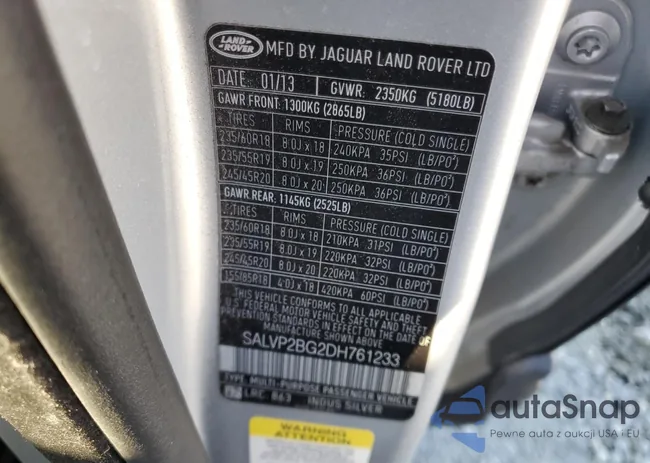 LAND ROVER
MFD BY JAGUAR LAND ROVER LTD
DATE 01/13 GVWR: 2350KG (5180LB)
GAWR FRONT: 1300KG (2865LB)
TIRES RIMS PRESSURE (COLD SINGLE)
235/60R18 8.0J x 18 240KPA 35PSI (LB/PO²)
235/55R19 8.0J x 19 250KPA 36PSI (LB/PO²)
245/45R20 8.0J x 20 250KPA 36PSI (LB/PO²)
GAWR REAR: 1145KG (2525LB)
TIRES RIMS PRESSURE (COLD SINGLE)
235/60R18 8.0J x 18 210KPA 31PSI (LB/PO²)
235/55R19 8.0J x 19 220KPA 32PSI (LB/PO²)
245/45R20 8.0J x 20 220KPA 32PSI (LB/PO²)
155/85R18 4.0J x 18 420KPA 60PSI (LB/PO²)
THIS VEHICLE CONFORMS TO ALL APPLICABLE
U.S. FEDERAL MOTOR VEHICLE SAFETY AND THEFT
PREVENTION STANDARDS IN EFFECT ON THE DATE OF
SALVP2BG2DH761233
TYPE: MULTI-PURPOSE PASSENGER VEHICLE
LRC 863 INDUS SILVER
WARNING
autaSnap
Pewne auta z aukcji USA i EU